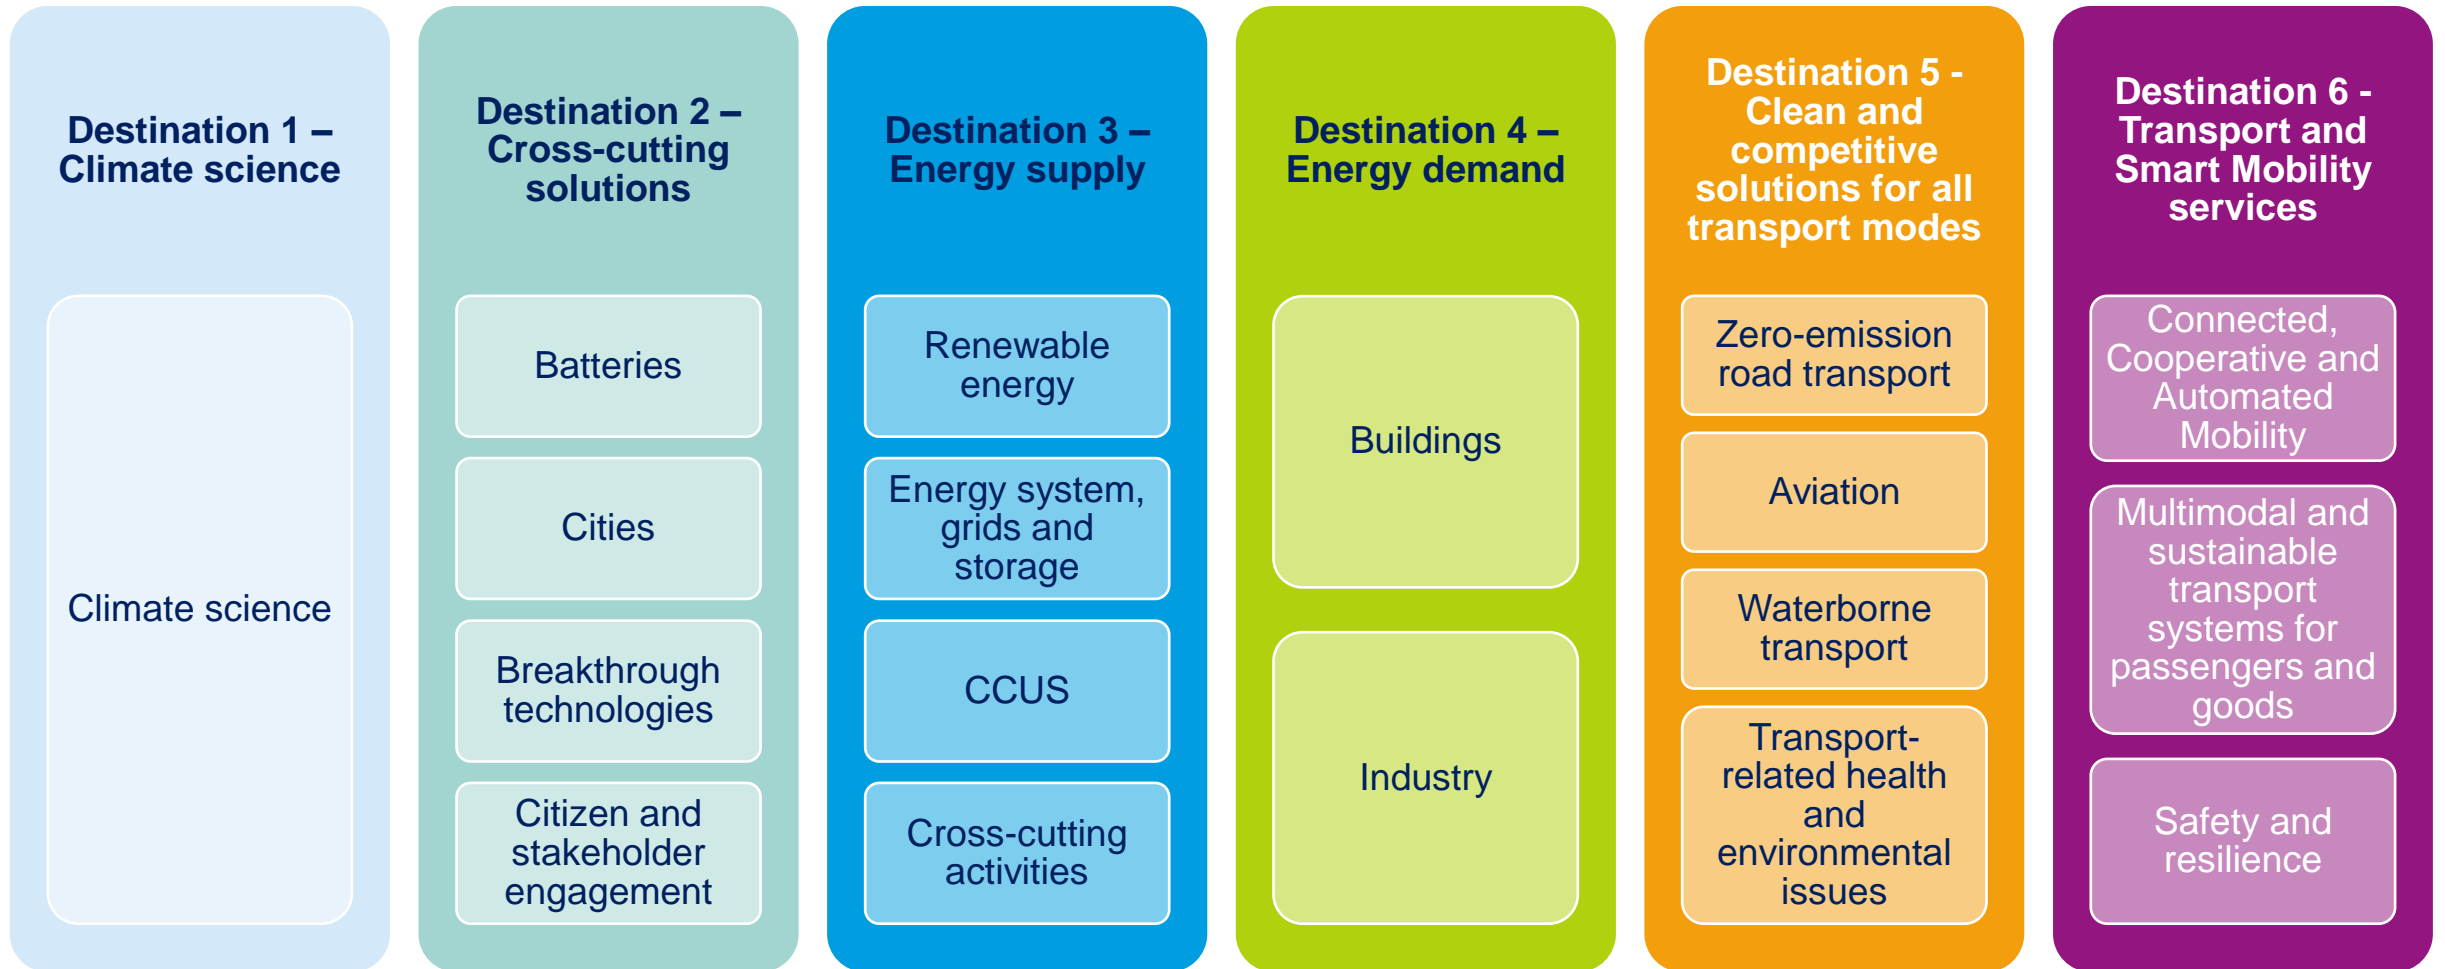 Destination 1 –
Climate science
Climate science
Destination 2 –
Cross-cutting
solutions
Batteries
Cities
Breakthrough
technologies
Citizen and
stakeholder
engagement
Destination 3 –
Energy supply
Renewable
energy
Energy system,
grids and
storage
CCUS
Cross-cutting
activities
Destination 4 –
Energy demand
Buildings
Industry
Destination 5 -
Clean and
competitive
solutions for all
transport modes
Zero-emission
road transport
Aviation
Waterborne
transport
Transport-
related health
and
environmental
issues
Destination 6 -
Transport and
Smart Mobility
services
Connected,
Cooperative and
Automated
Mobility
Multimodal and
sustainable
transport
systems for
passengers and
goods
Safety and
resilience